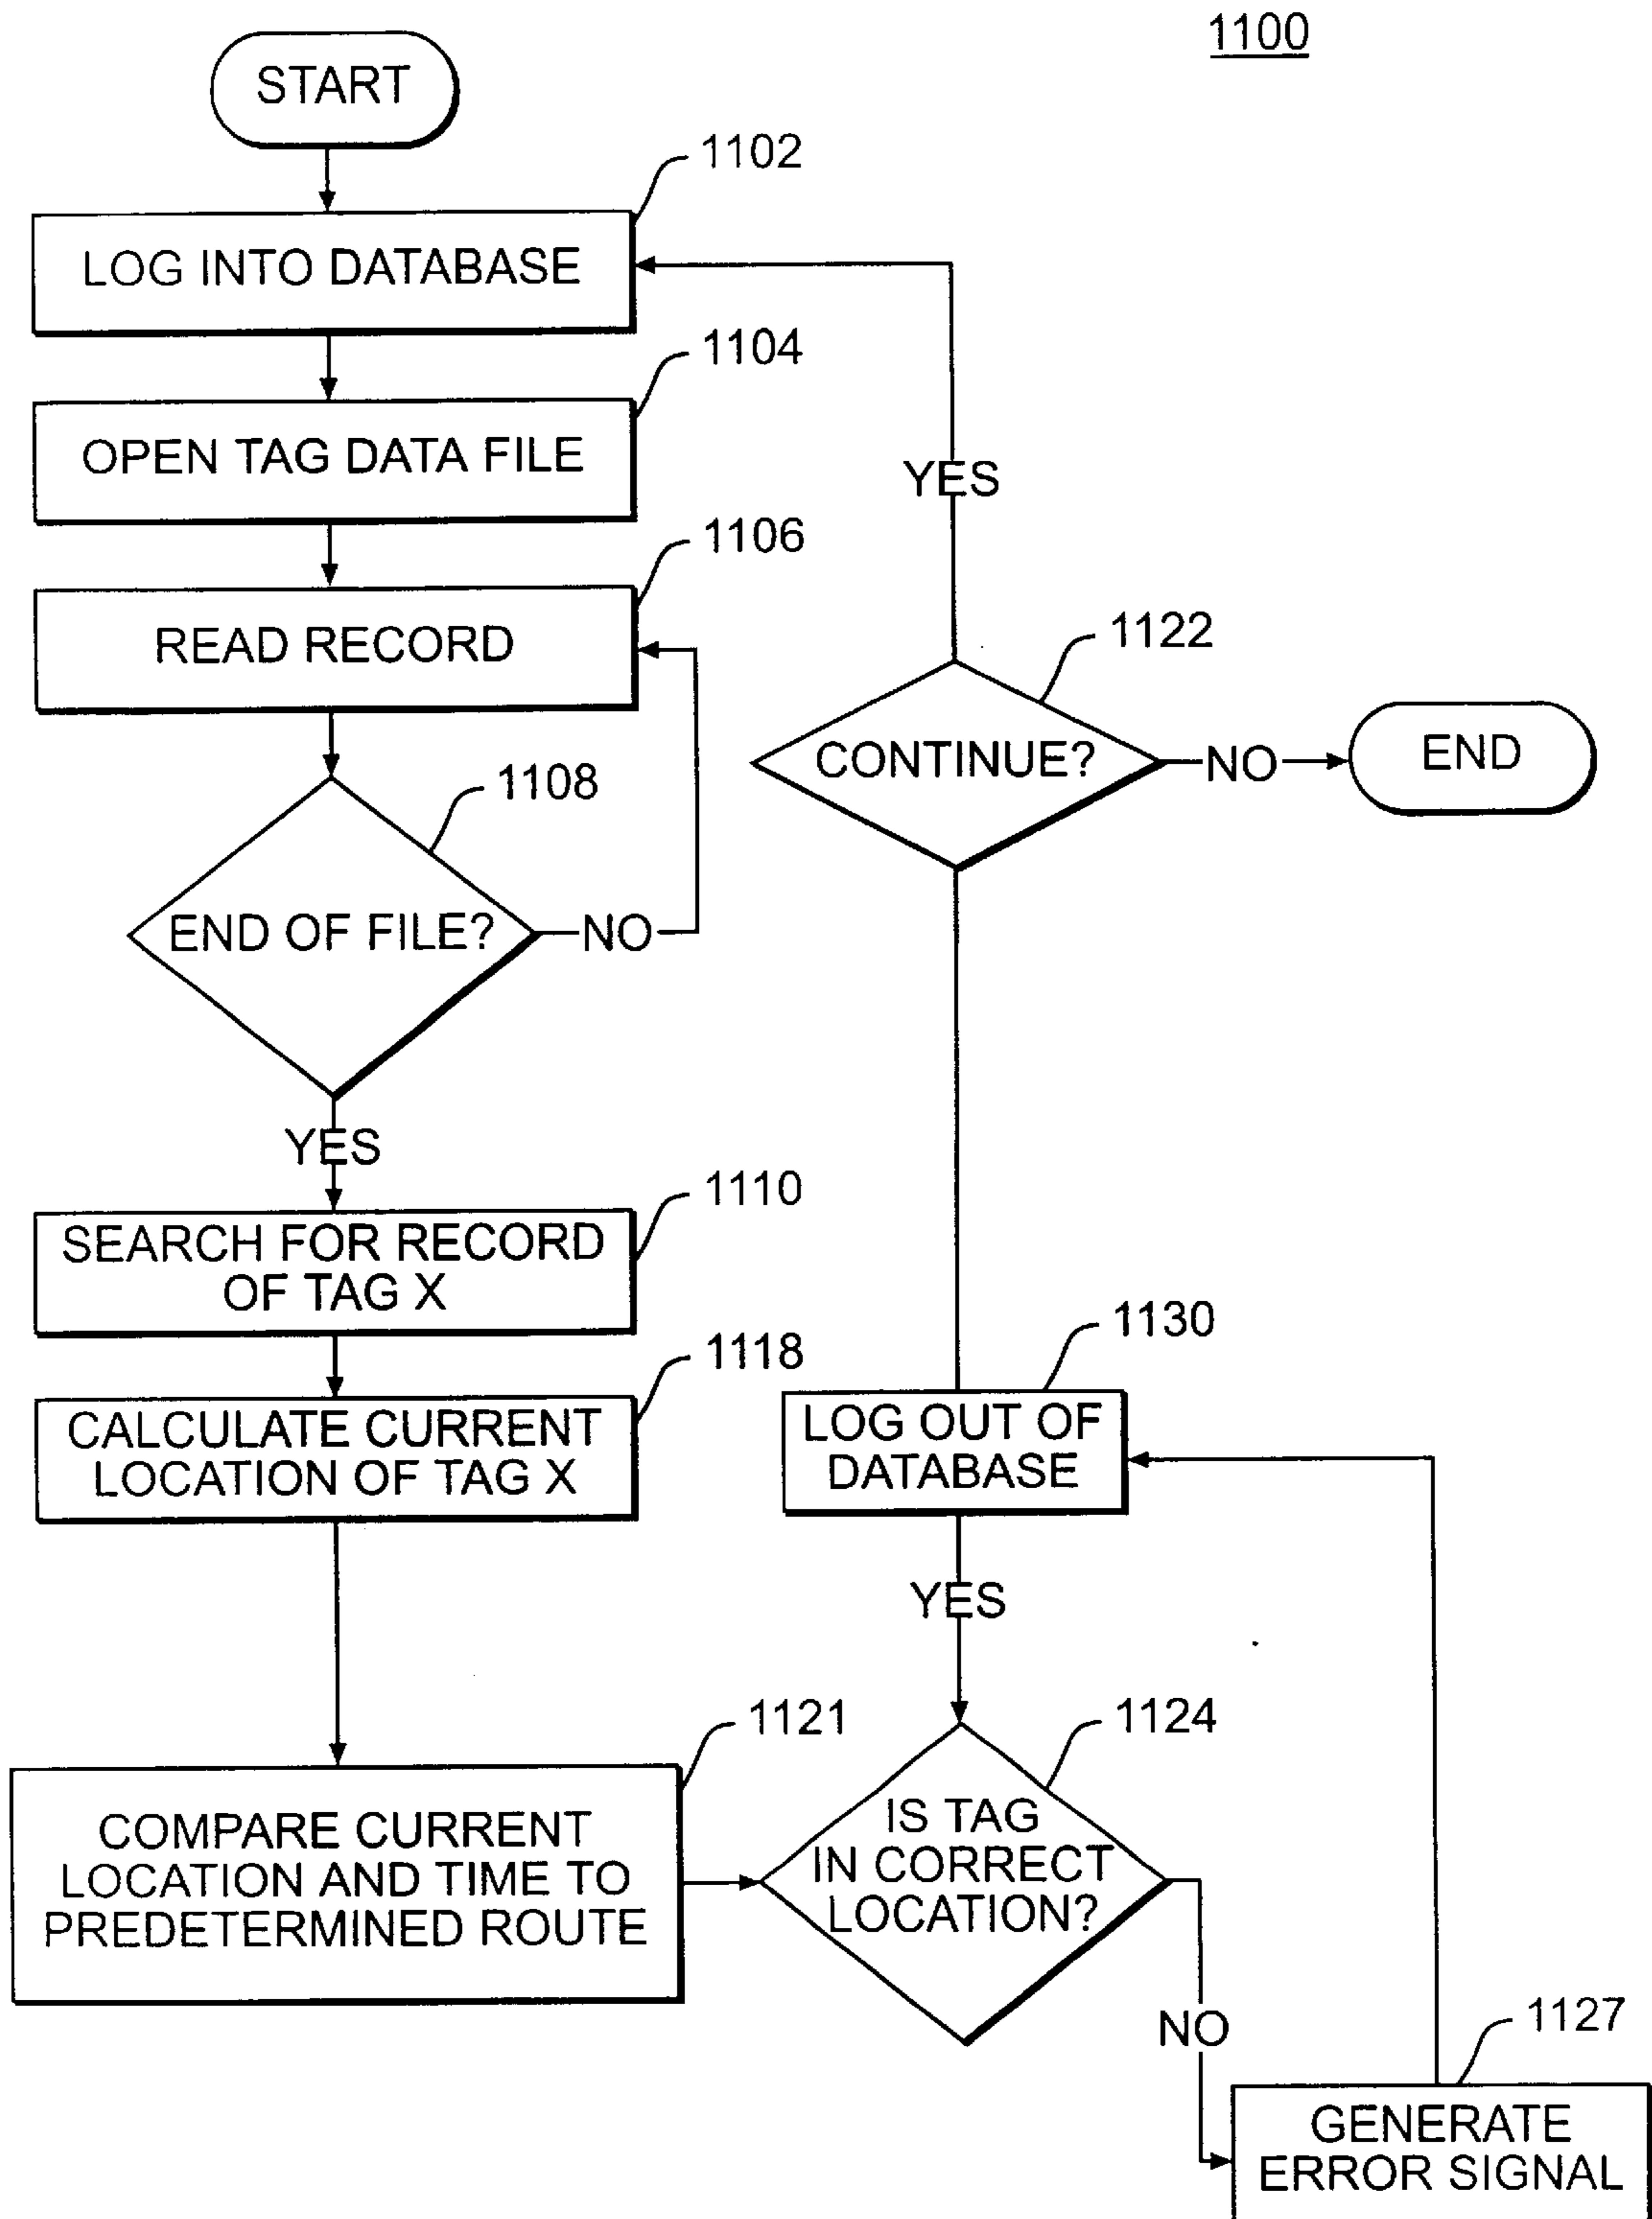 1100
START
1102
LOG INTO DATABASE
1104
OPEN TAG DATA FILE
1106
READ RECORD
1108
END OF FILE?
NO
YES
1110
SEARCH FOR RECORD
OF TAG X
1118
CALCULATE CURRENT
LOCATION OF TAG X
1121
COMPARE CURRENT
LOCATION AND TIME TO
PREDETERMINED ROUTE
YES
1122
CONTINUE?
NO
END
1130
LOG OUT OF
DATABASE
YES
1124
IS TAG
IN CORRECT
LOCATION?
NO
1127
GENERATE
ERROR SIGNAL